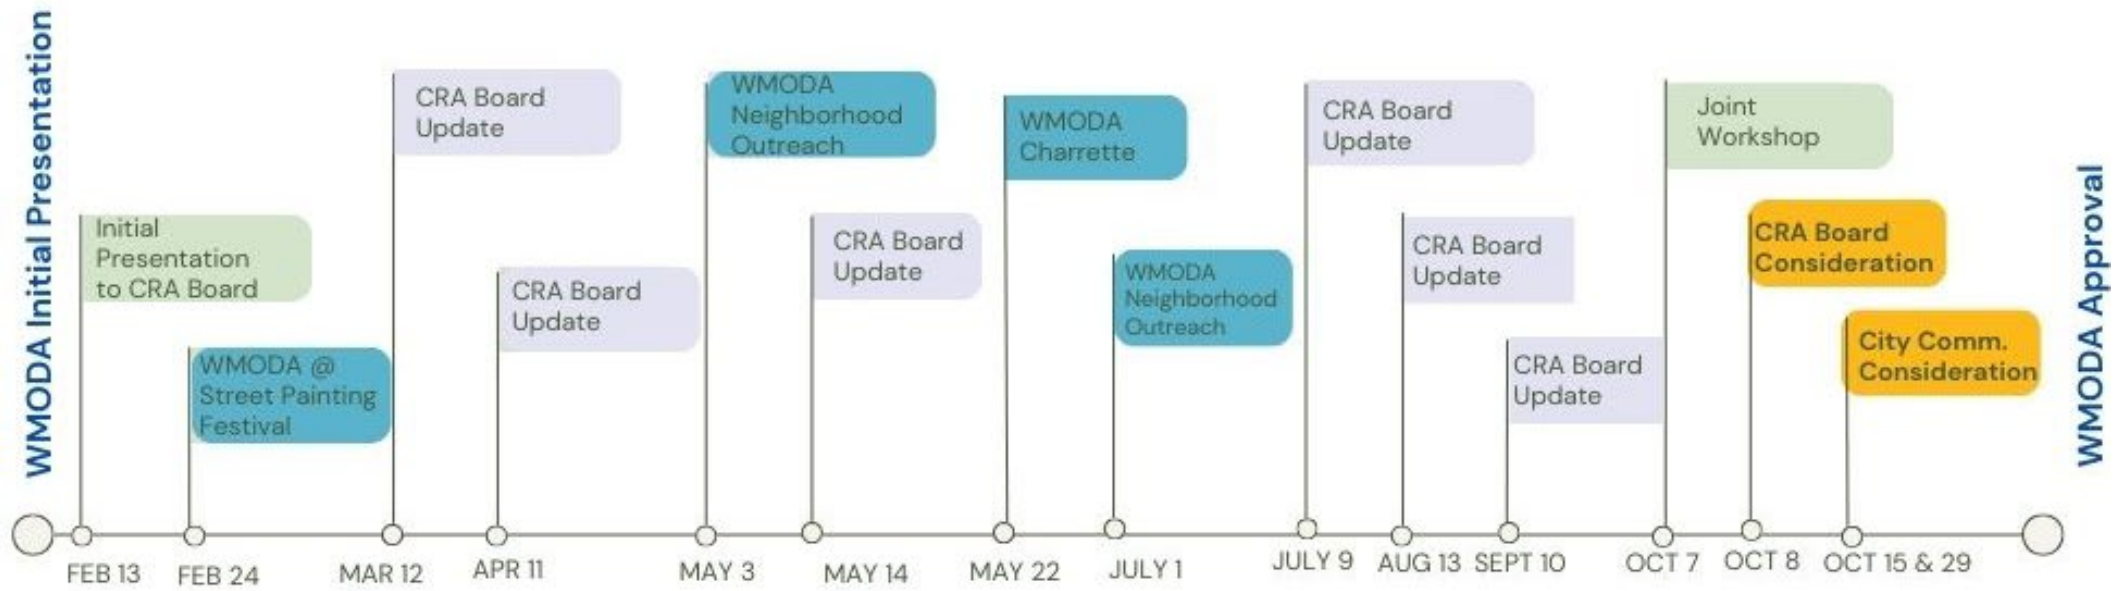 WMODA Initial Presentation
Initial
Presentation
to CRA Board
WMODA @
Street Painting
Festival
CRA Board
Update
CRA Board
Update
WMODA
Neighborhood
Outreach
CRA Board
Update
WMODA
Charrette
WMODA
Neighborhood
Outreach
CRA Board
Update
CRA Board
Update
CRA Board
Update
Joint
Workshop
CRA Board
Consideration
City Comm.
Consideration
WMODA Approval
FEB 13
FEB 24
MAR 12
APR 11
MAY 3
MAY 14
MAY 22
JULY 1
JULY 9
AUG 13
SEPT 10
OCT 7
OCT 8
OCT 15 & 29